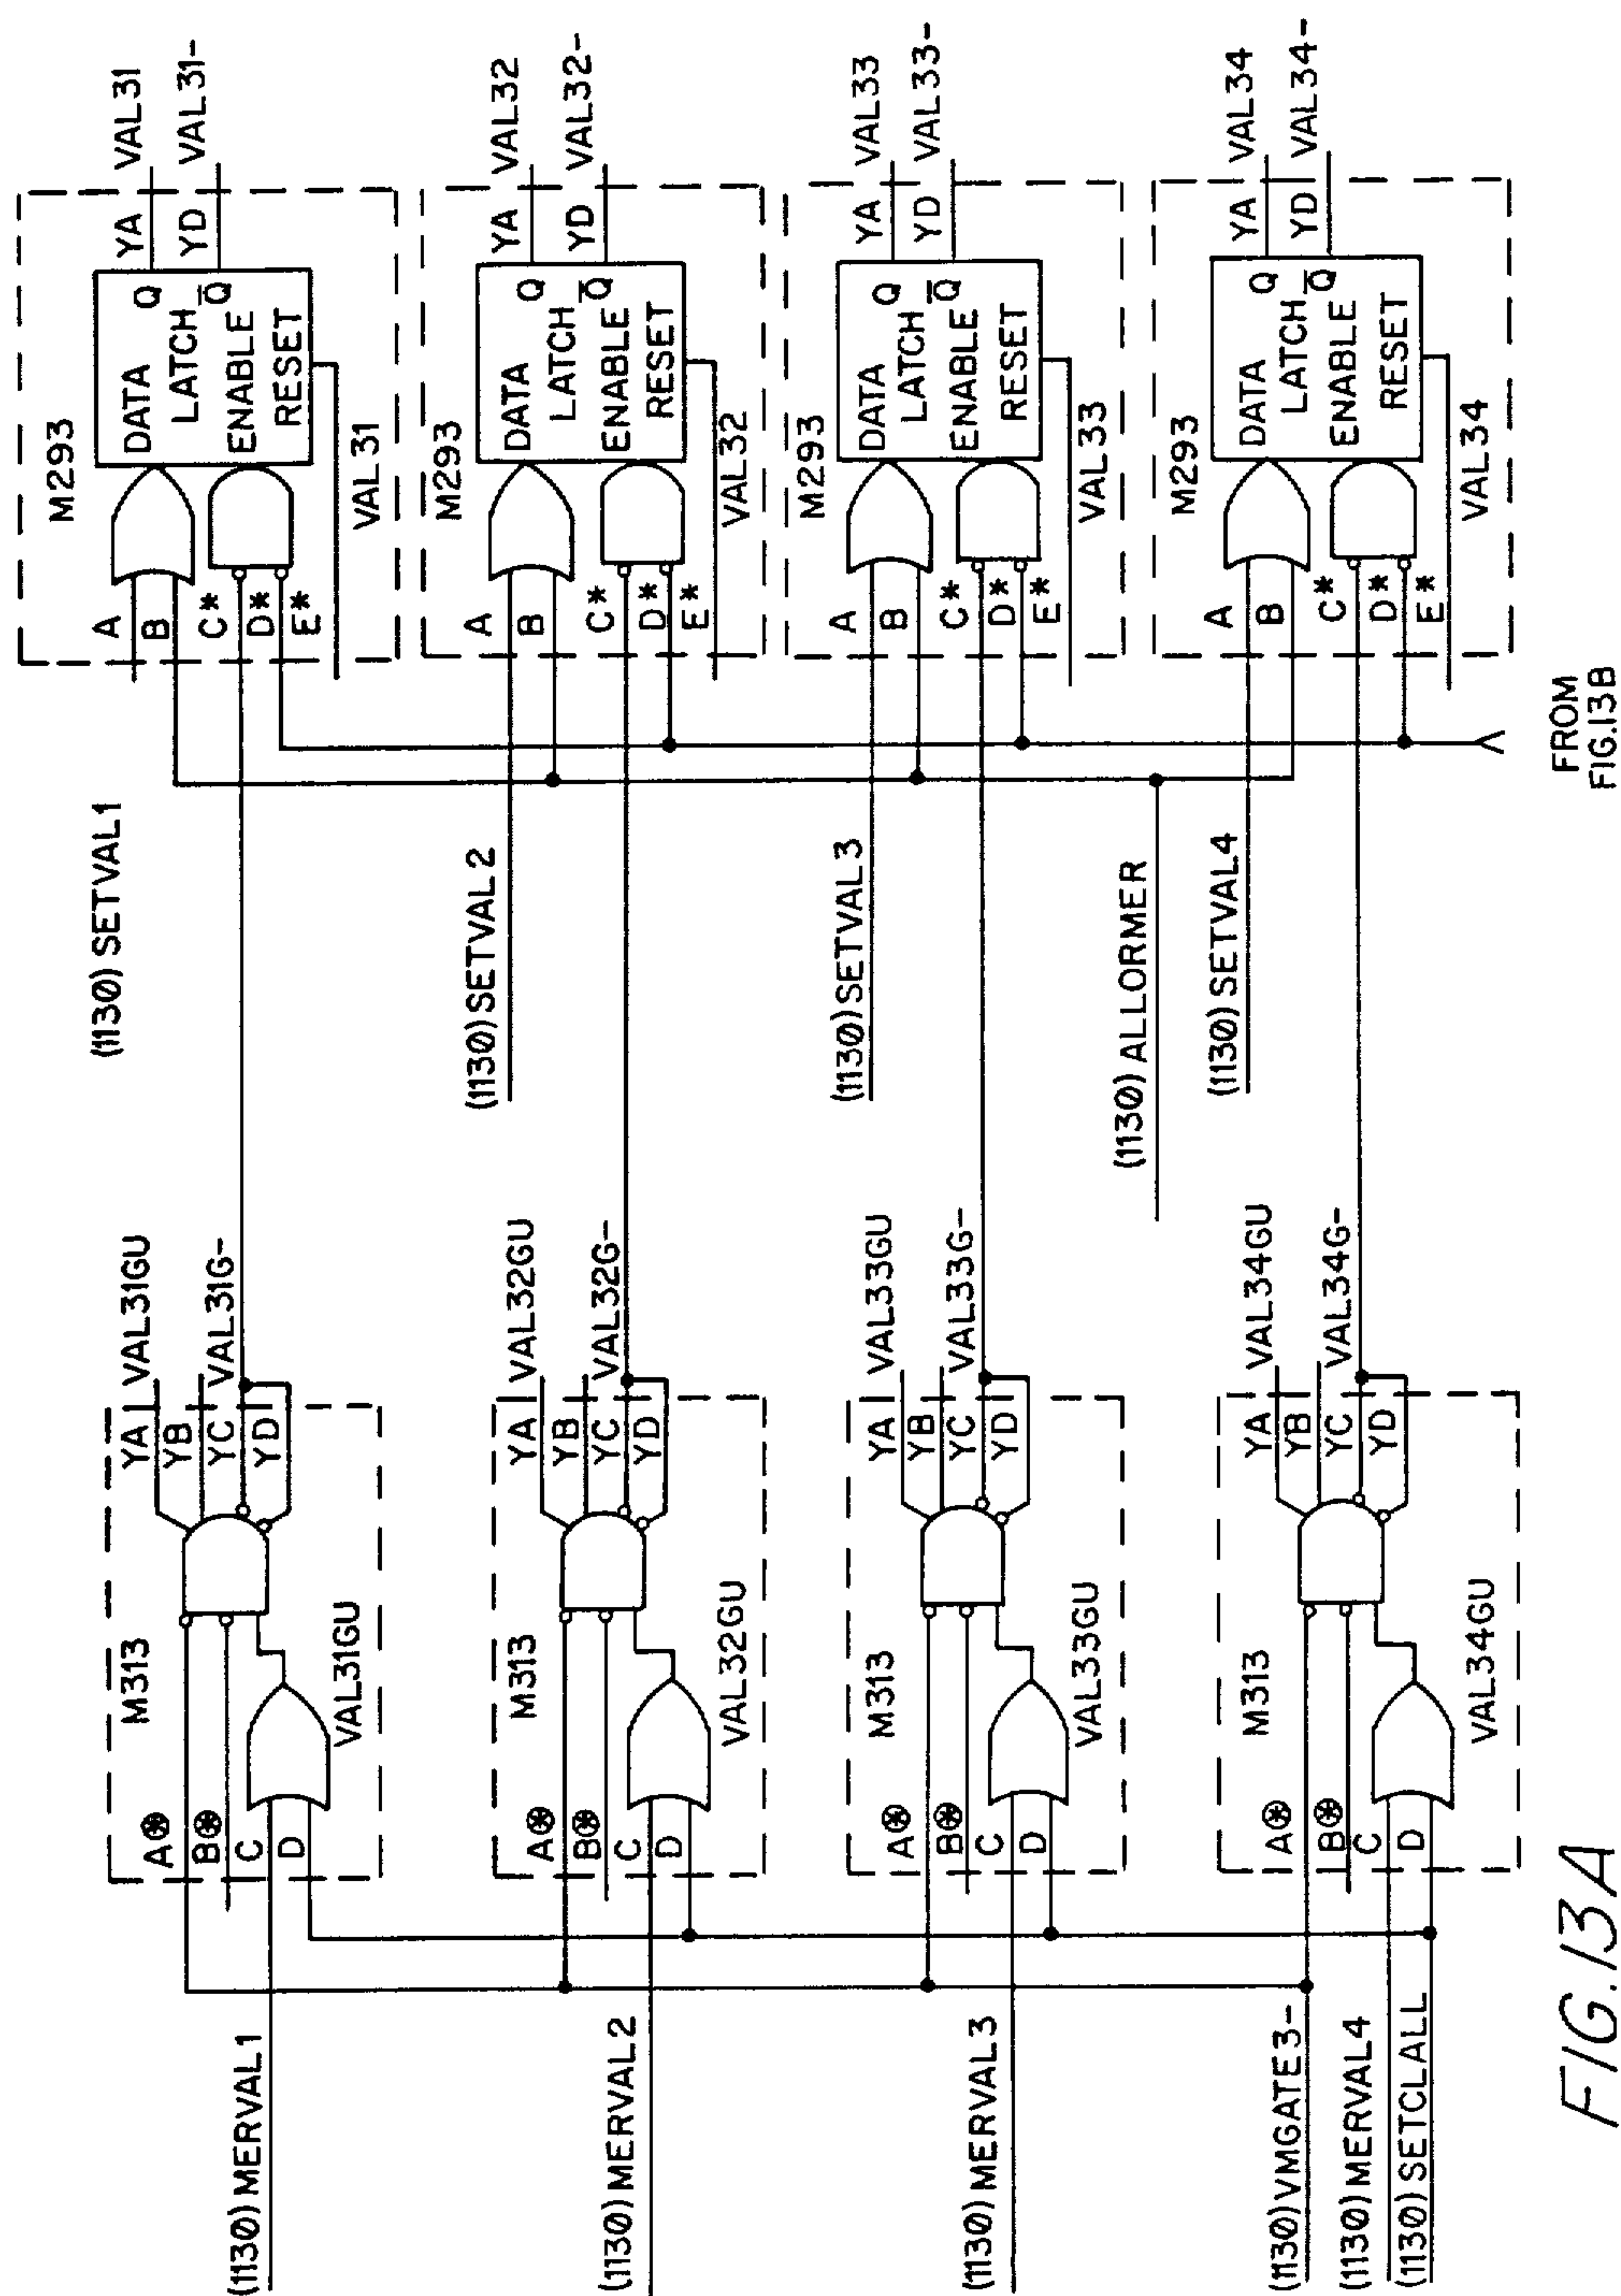 (1130) MERVAL1
A⊛
B⊛
C
D
M313
VAL31GU
YA
YB
YC
YD
VAL31GU
VAL31G-
(1130) SETVAL1
A
B
C*
D*
E*
M293
DATA
LATCH
ENABLE
RESET
Q
Q̅
VAL31
YA
YD
VAL31
VAL31-
(1130) MERVAL2
A⊛
B⊛
C
D
M313
VAL32GU
YA
YB
YC
YD
VAL32GU
VAL32G-
(1130) SETVAL2
A
B
C*
D*
E*
M293
DATA
LATCH
ENABLE
RESET
Q
Q̅
VAL32
YA
YD
VAL32
VAL32-
(1130) MERVAL3
A⊛
B⊛
C
D
M313
VAL33GU
YA
YB
YC
YD
VAL33GU
VAL33G-
(1130) SETVAL3
A
B
C*
D*
E*
M293
DATA
LATCH
ENABLE
RESET
Q
Q̅
VAL33
YA
YD
VAL33
VAL33-
(1130) ALLORMER
(1130) VMGATE3-
(1130) MERVAL4
(1130) SETCLALL
A⊛
B⊛
C
D
M313
VAL34GU
YA
YB
YC
YD
VAL34GU
VAL34G-
(1130) SETVAL4
A
B
C*
D*
E*
M293
DATA
LATCH
ENABLE
RESET
Q
Q̅
VAL34
YA
YD
VAL34
VAL34-
FROM
FIG.13B
FIG.13A